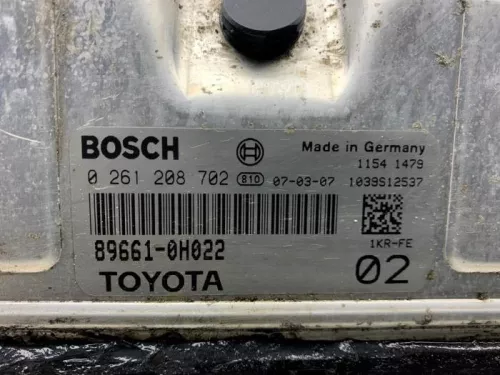 BOSCH Made in Germany
1154 1479
0 261 208 702 810 07-03-07 1039S12537
89661-0H022 1KR-FE
TOYOTA 02